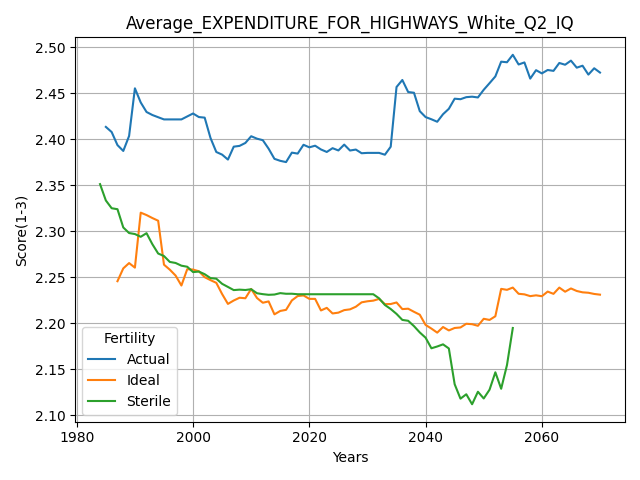 Average_EXPENDITURE_FOR_HIGHWAYS_White_Q2_IQ
2.50
2.45
2.40
2.35
2.30
2.25
2.20
2.15
2.10
Score(1-3)
Fertility
Actual
Ideal
Sterile
1980
2000
2020
2040
2060
Years